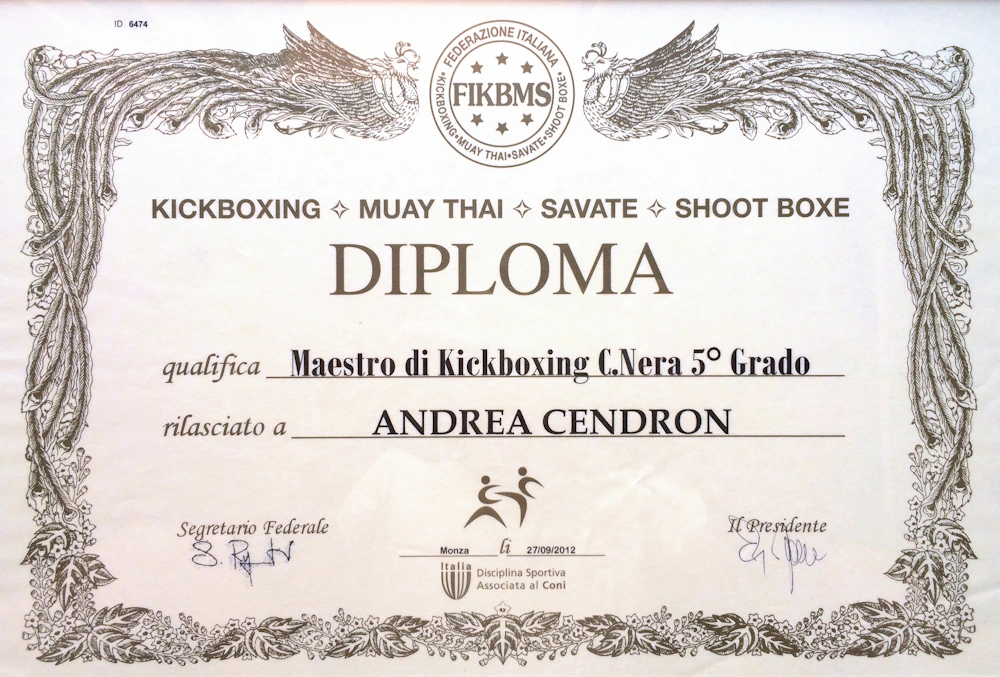 ID 6474
FEDERAZIONE ITALIANA
FIKBMS
KICKBOXING•MUAY THAI•SAVATE•SHOOT BOXE
KICKBOXING ✧ MUAY THAI ✧ SAVATE ✧ SHOOT BOXE
DIPLOMA
qualifica Maestro di Kickboxing C.Nera 5° Grado
rilasciato a ANDREA CENDRON
Segretario Federale
Il Presidente
Monza li 27/09/2012
Italia
Disciplina Sportiva
Associata al Coni